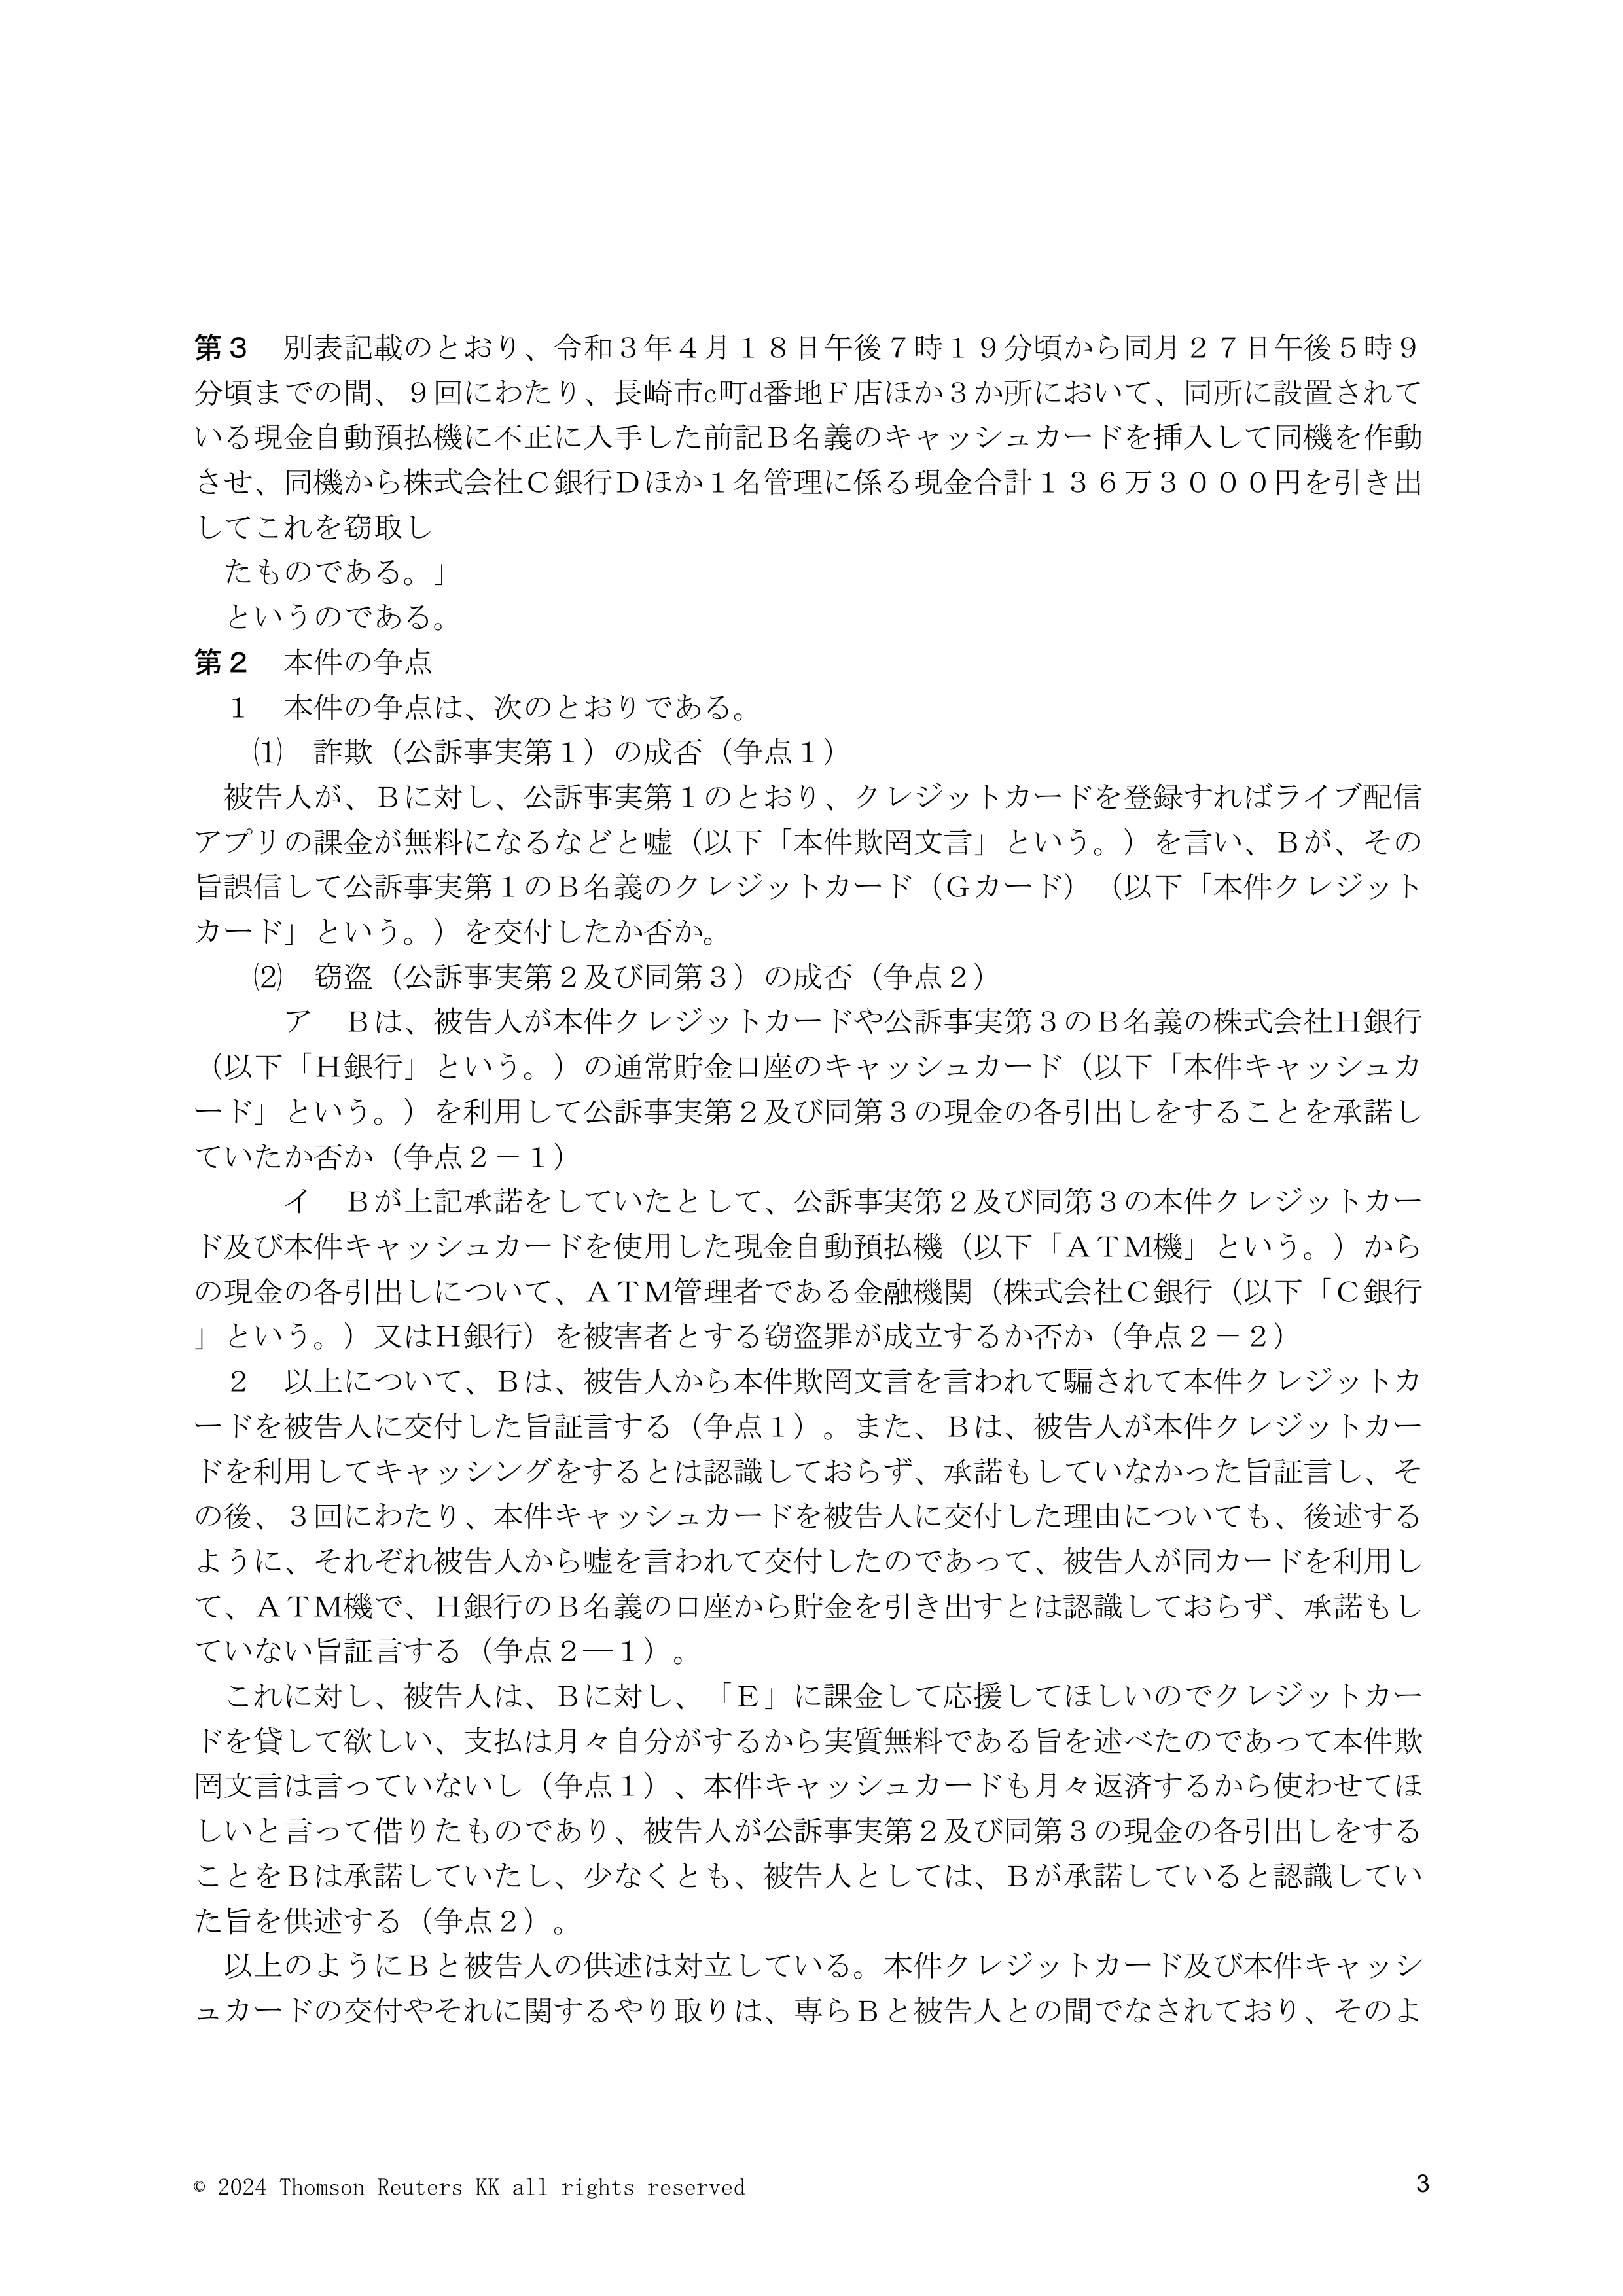 第３　別表記載のとおり、令和３年４月１８日午後７時１９分頃から同月２７日午後５時９
分頃までの間、９回にわたり、長崎市c町d番地Ｆ店ほか３か所において、同所に設置されて
いる現金自動預払機に不正に入手した前記Ｂ名義のキャッシュカードを挿入して同機を作動
させ、同機から株式会社Ｃ銀行Ｄほか１名管理に係る現金合計１３６万３０００円を引き出
してこれを窃取し
　たものである。」
　というのである。
第２　本件の争点
　１　本件の争点は、次のとおりである。
　　⑴　詐欺（公訴事実第１）の成否（争点１）
　被告人が、Ｂに対し、公訴事実第１のとおり、クレジットカードを登録すればライブ配信
アプリの課金が無料になるなどと嘘（以下「本件欺罔文言」という。）を言い、Ｂが、その
旨誤信して公訴事実第１のＢ名義のクレジットカード（Ｇカード）（以下「本件クレジット
カード」という。）を交付したか否か。
　　⑵　窃盗（公訴事実第２及び同第３）の成否（争点２）
　　　ア　Ｂは、被告人が本件クレジットカードや公訴事実第３のＢ名義の株式会社Ｈ銀行
（以下「Ｈ銀行」という。）の通常貯金口座のキャッシュカード（以下「本件キャッシュカ
ード」という。）を利用して公訴事実第２及び同第３の現金の各引出しをすることを承諾し
ていたか否か（争点２－１）
　　　イ　Ｂが上記承諾をしていたとして、公訴事実第２及び同第３の本件クレジットカー
ド及び本件キャッシュカードを使用した現金自動預払機（以下「ＡＴＭ機」という。）から
の現金の各引出しについて、ＡＴＭ管理者である金融機関（株式会社Ｃ銀行（以下「Ｃ銀行
」という。）又はＨ銀行）を被害者とする窃盗罪が成立するか否か（争点２－２）
　２　以上について、Ｂは、被告人から本件欺罔文言を言われて騙されて本件クレジットカ
ードを被告人に交付した旨証言する（争点１）。また、Ｂは、被告人が本件クレジットカー
ドを利用してキャッシングをするとは認識しておらず、承諾もしていなかった旨証言し、そ
の後、３回にわたり、本件キャッシュカードを被告人に交付した理由についても、後述する
ように、それぞれ被告人から嘘を言われて交付したのであって、被告人が同カードを利用し
て、ＡＴＭ機で、Ｈ銀行のＢ名義の口座から貯金を引き出すとは認識しておらず、承諾もし
ていない旨証言する（争点２―１）。
　これに対し、被告人は、Ｂに対し、「Ｅ」に課金して応援してほしいのでクレジットカー
ドを貸して欲しい、支払は月々自分がするから実質無料である旨を述べたのであって本件欺
罔文言は言っていないし（争点１）、本件キャッシュカードも月々返済するから使わせてほ
しいと言って借りたものであり、被告人が公訴事実第２及び同第３の現金の各引出しをする
ことをＢは承諾していたし、少なくとも、被告人としては、Ｂが承諾していると認識してい
た旨を供述する（争点２）。
　以上のようにＢと被告人の供述は対立している。本件クレジットカード及び本件キャッシ
ュカードの交付やそれに関するやり取りは、専らＢと被告人との間でなされており、そのよ
© 2024 Thomson Reuters KK all rights reserved
3